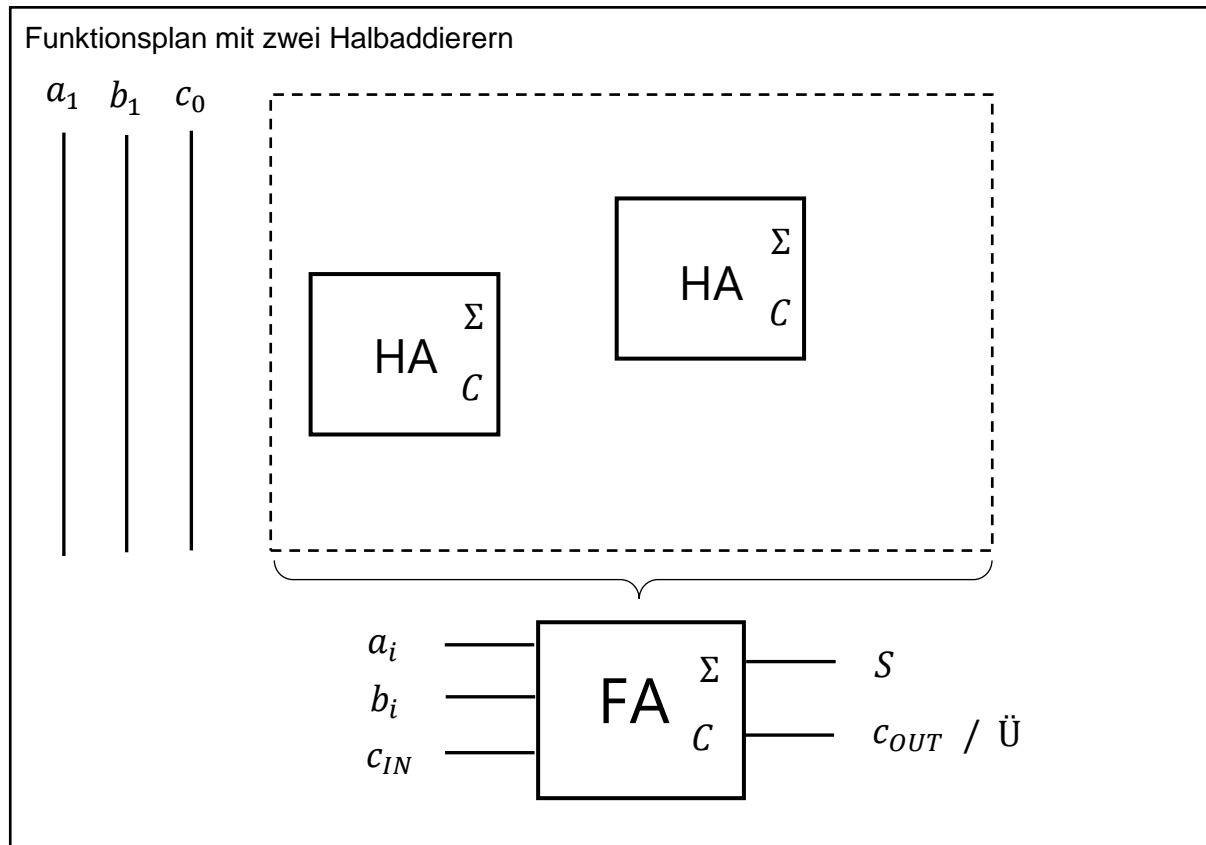 Funktionsplan mit zwei Halbaddierern
a₁ b₁ c₀
HA Σ C
HA Σ C
aᵢ
bᵢ
c_IN
FA Σ C
S
c_OUT / Ü